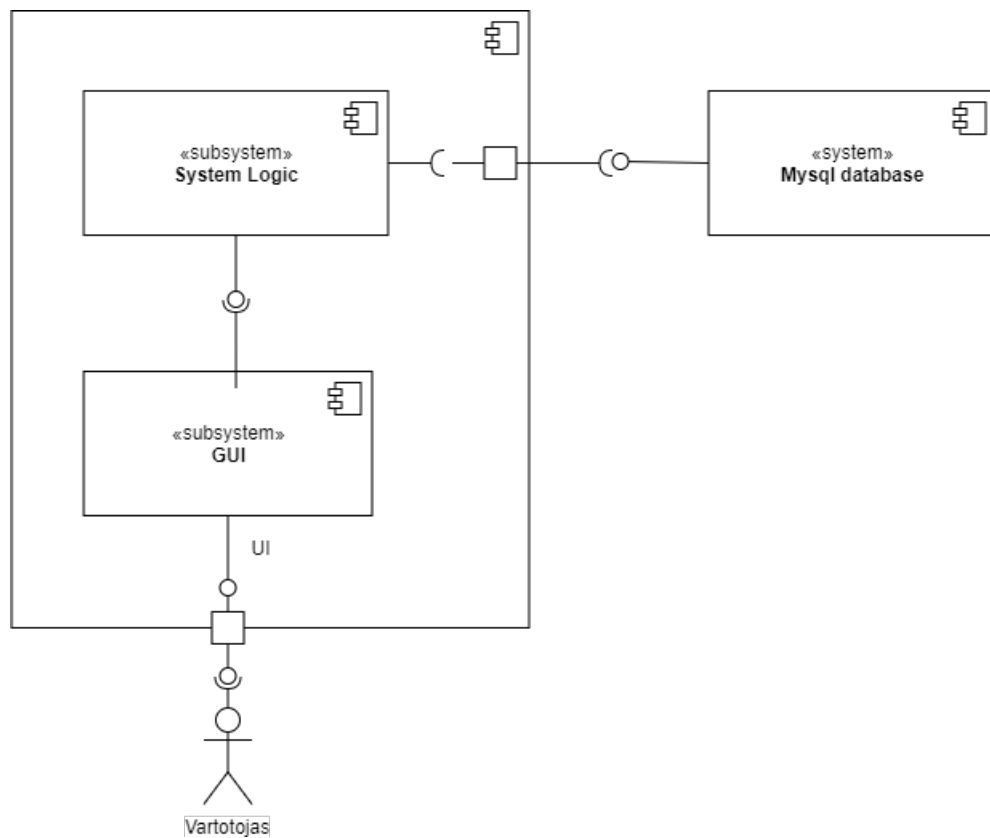 «subsystem»
System Logic
«system»
Mysql database
«subsystem»
GUI
UI
Vartotojas